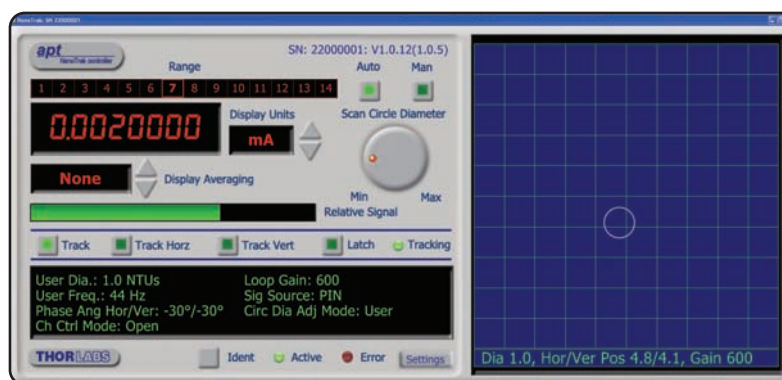 NanoTrak SN 22000001
apt
NanoTrak controller
SN: 22000001: V1.0.12(1.0.5)
Range
Auto
Man
1 2 3 4 5 6 7 8 9 10 11 12 13 14
0.0020000
Display Units
mA
Scan Circle Diameter
None
Display Averaging
Min
Max
Relative Signal
Track
Track Horz
Track Vert
Latch
Tracking
User Dia.: 1.0 NTUs
User Freq.: 44 Hz
Phase Ang Hor/Ver: -30°/-30°
Ch Ctrl Mode: Open
Loop Gain: 600
Sig Source: PIN
Circ Dia Adj Mode: User
THORLABS
Ident
Active
Error
Settings
Dia 1.0, Hor/Ver Pos 4.8/4.1, Gain 600